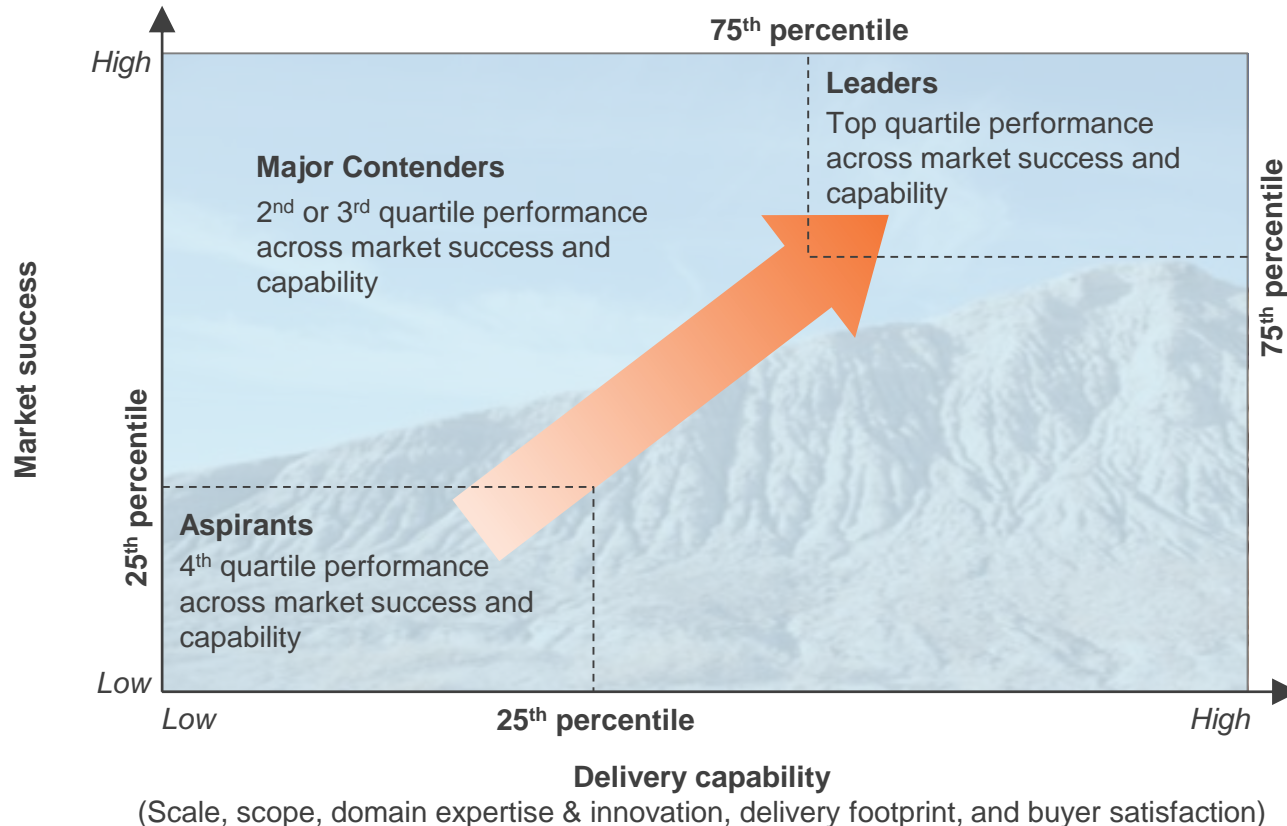 75th percentile
High
Leaders
Top quartile performance
across market success and
capability
Major Contenders
2nd or 3rd quartile performance
across market success and
capability
75th percentile
Market success
25th percentile
Aspirants
4th quartile performance
across market success and
capability
Low
Low
25th percentile
High
Delivery capability
(Scale, scope, domain expertise & innovation, delivery footprint, and buyer satisfaction)